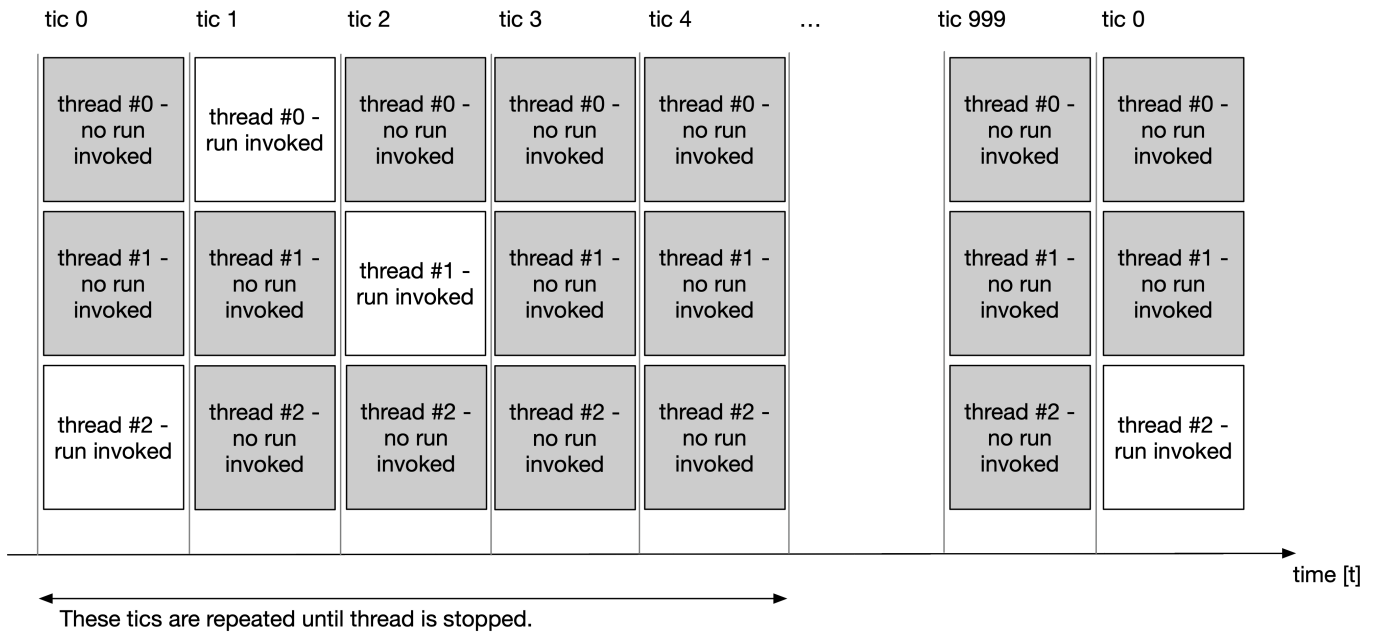 tic 0 tic 1 tic 2 tic 3 tic 4 ... tic 999 tic 0
thread #0 -
no run
invoked
thread #0 -
run invoked
thread #0 -
no run
invoked
thread #0 -
no run
invoked
thread #0 -
no run
invoked
thread #0 -
no run
invoked
thread #0 -
no run
invoked
thread #1 -
no run
invoked
thread #1 -
no run
invoked
thread #1 -
run invoked
thread #1 -
no run
invoked
thread #1 -
no run
invoked
thread #1 -
no run
invoked
thread #1 -
no run
invoked
thread #2 -
run invoked
thread #2 -
no run
invoked
thread #2 -
no run
invoked
thread #2 -
no run
invoked
thread #2 -
no run
invoked
thread #2 -
no run
invoked
thread #2 -
run invoked
time [t]
These tics are repeated until thread is stopped.